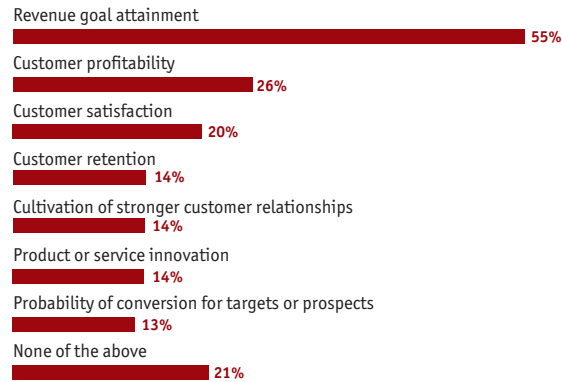 Revenue goal attainment
55%
Customer profitability
26%
Customer satisfaction
20%
Customer retention
14%
Cultivation of stronger customer relationships
14%
Product or service innovation
14%
Probability of conversion for targets or prospects
13%
None of the above
21%